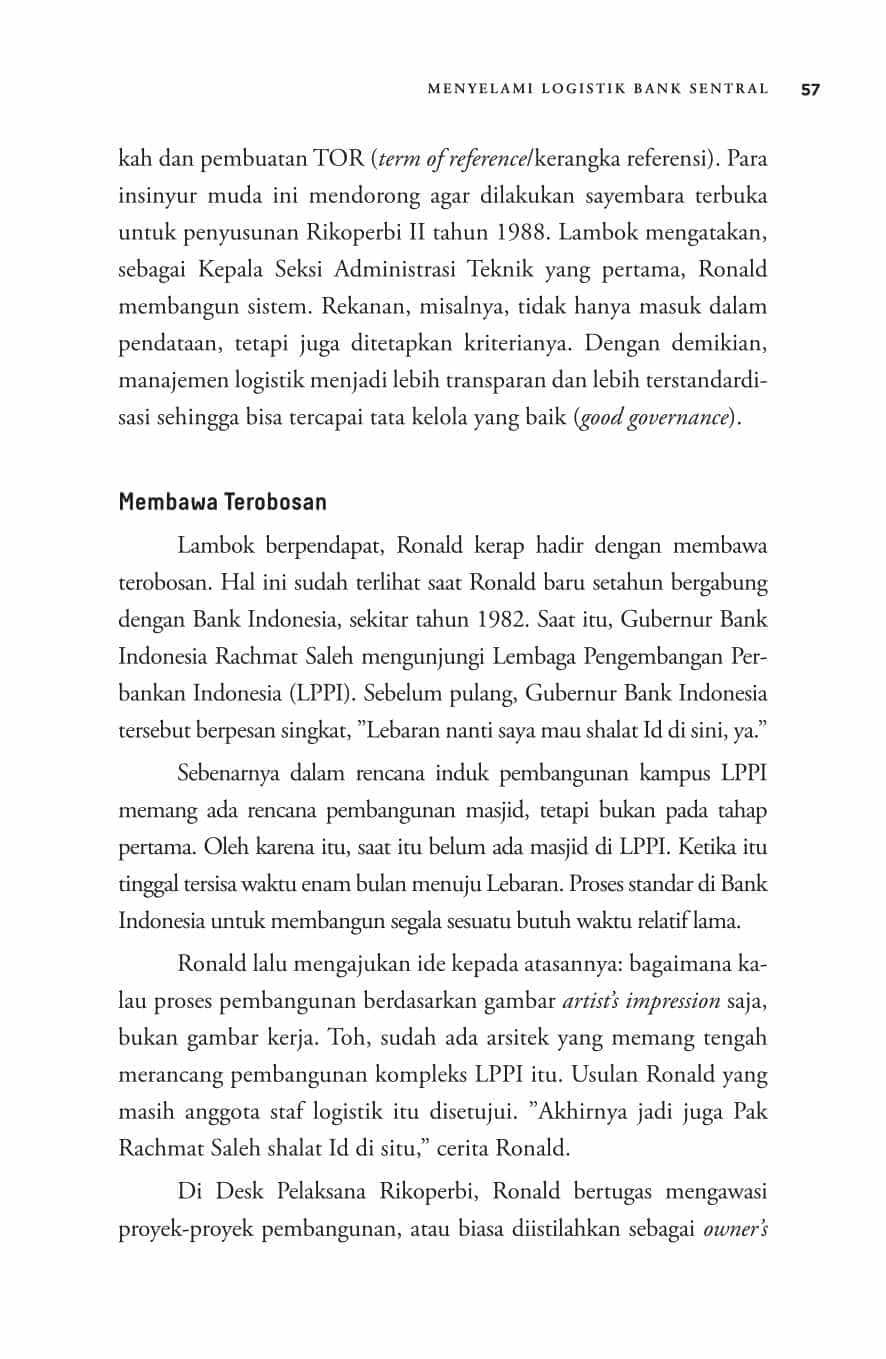 MENYELAMI LOGISTIK BANK SENTRAL 57
kah dan pembuatan TOR (term of reference/kerangka referensi). Para
insinyur muda ini mendorong agar dilakukan sayembara terbuka
untuk penyusunan Rikoperbi II tahun 1988. Lambok mengatakan,
sebagai Kepala Seksi Administrasi Teknik yang pertama, Ronald
membangun sistem. Rekanan, misalnya, tidak hanya masuk dalam
pendataan, tetapi juga ditetapkan kriterianya. Dengan demikian,
manajemen logistik menjadi lebih transparan dan lebih terstandardi-
sasi sehingga bisa tercapai tata kelola yang baik (good governance).
Membawa Terobosan
Lambok berpendapat, Ronald kerap hadir dengan membawa
terobosan. Hal ini sudah terlihat saat Ronald baru setahun bergabung
dengan Bank Indonesia, sekitar tahun 1982. Saat itu, Gubernur Bank
Indonesia Rachmat Saleh mengunjungi Lembaga Pengembangan Per-
bankan Indonesia (LPPI). Sebelum pulang, Gubernur Bank Indonesia
tersebut berpesan singkat, ”Lebaran nanti saya mau shalat Id di sini, ya.”
Sebenarnya dalam rencana induk pembangunan kampus LPPI
memang ada rencana pembangunan masjid, tetapi bukan pada tahap
pertama. Oleh karena itu, saat itu belum ada masjid di LPPI. Ketika itu
tinggal tersisa waktu enam bulan menuju Lebaran. Proses standar di Bank
Indonesia untuk membangun segala sesuatu butuh waktu relatif lama.
Ronald lalu mengajukan ide kepada atasannya: bagaimana ka-
lau proses pembangunan berdasarkan gambar artist’s impression saja,
bukan gambar kerja. Toh, sudah ada arsitek yang memang tengah
merancang pembangunan kompleks LPPI itu. Usulan Ronald yang
masih anggota staf logistik itu disetujui. ”Akhirnya jadi juga Pak
Rachmat Saleh shalat Id di situ,” cerita Ronald.
Di Desk Pelaksana Rikoperbi, Ronald bertugas mengawasi
proyek-proyek pembangunan, atau biasa diistilahkan sebagai owner’s